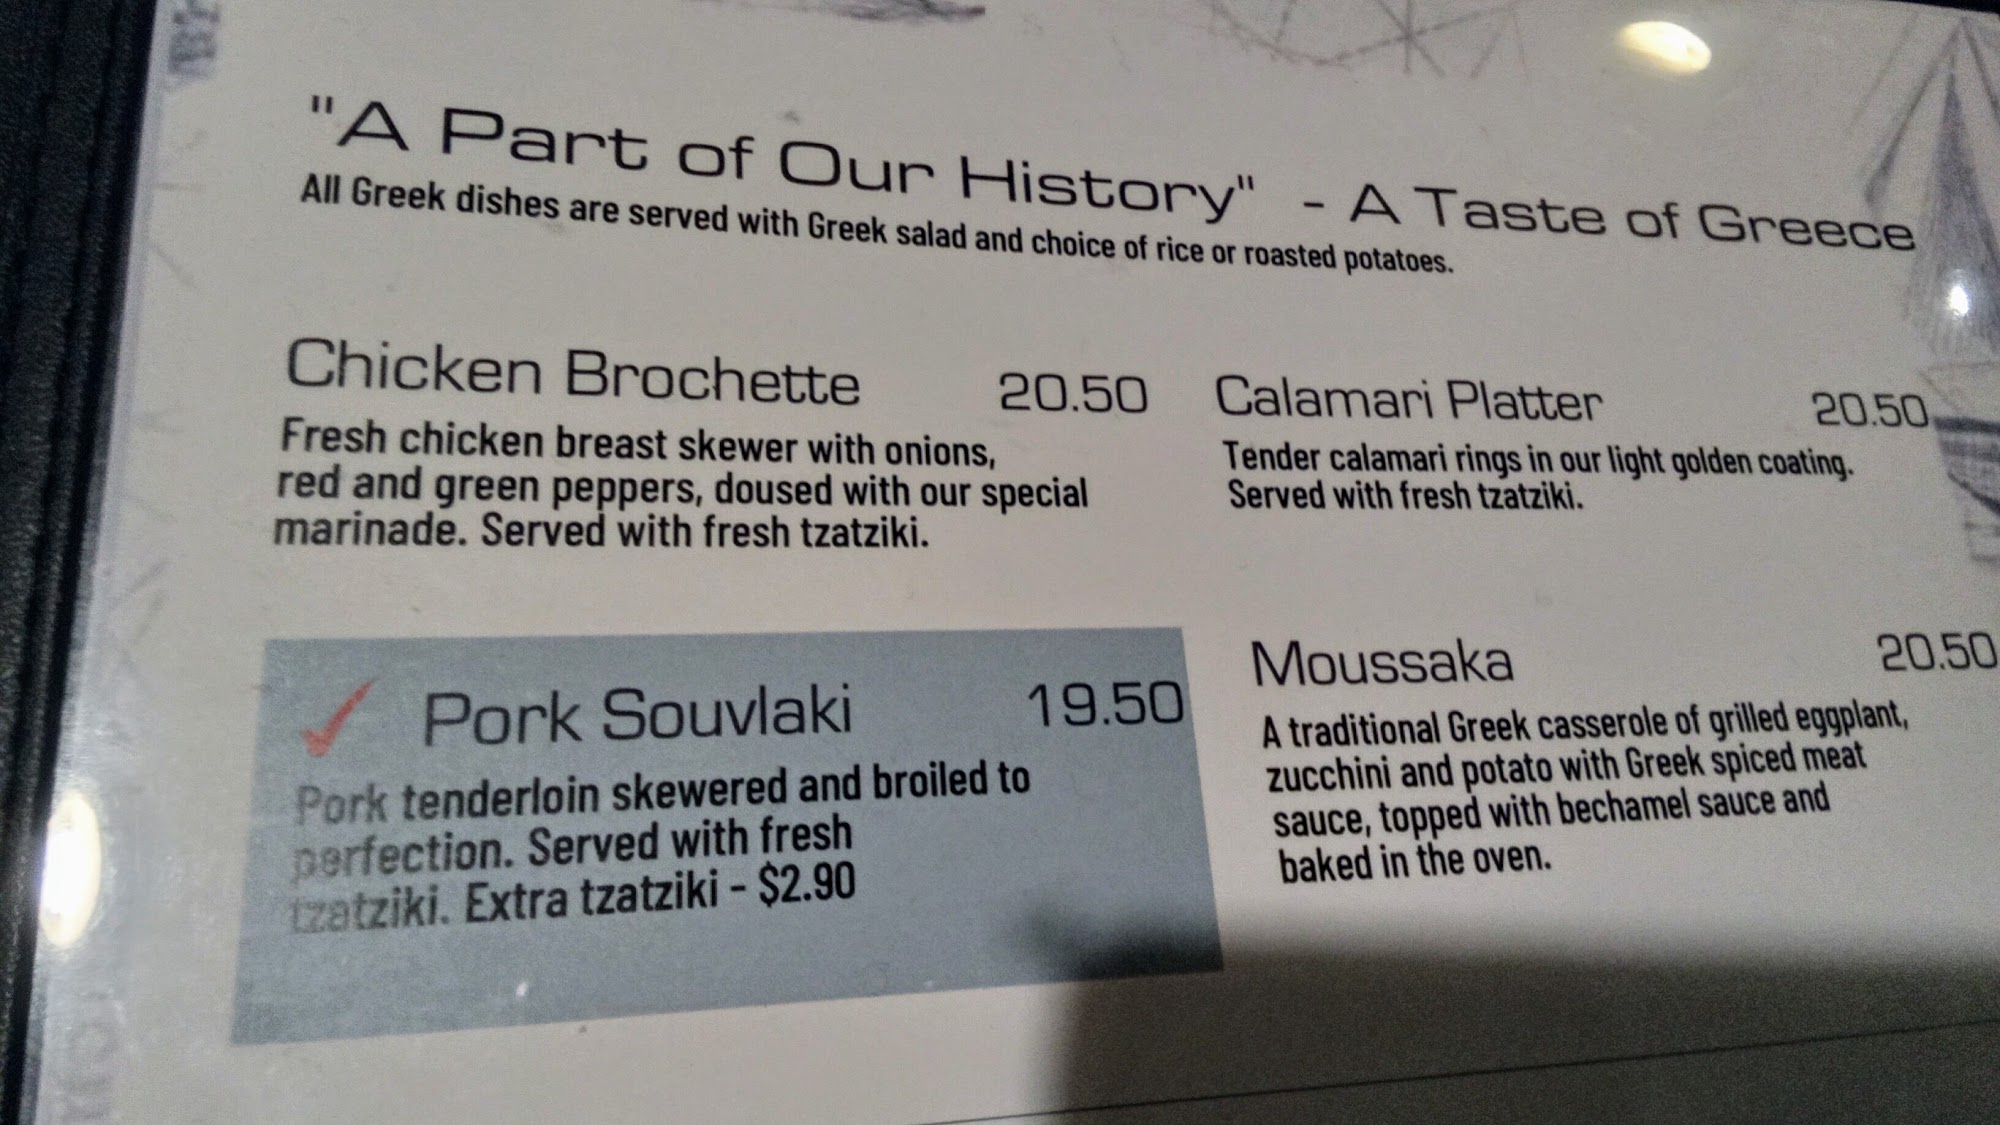 "A Part of Our History" - A Taste of Greece
All Greek dishes are served with Greek salad and choice of rice or roasted potatoes.
Chicken Brochette 20.50
Fresh chicken breast skewer with onions,
red and green peppers, doused with our special
marinade. Served with fresh tzatziki.
Calamari Platter 20.50
Tender calamari rings in our light golden coating.
Served with fresh tzatziki.
Pork Souvlaki 19.50
Pork tenderloin skewered and broiled to
perfection. Served with fresh
tzatziki. Extra tzatziki - $2.90
Moussaka 20.50
A traditional Greek casserole of grilled eggplant,
zucchini and potato with Greek spiced meat
sauce, topped with bechamel sauce and
baked in the oven.